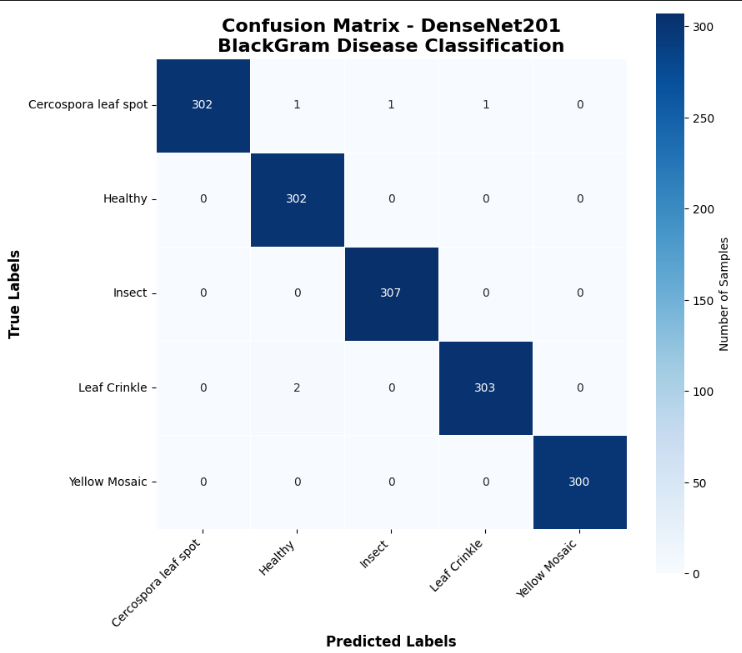 Confusion Matrix - DenseNet201
BlackGram Disease Classification
True Labels
Cercospora leaf spot 302 1 1 1 0
Healthy 0 302 0 0 0
Insect 0 0 307 0 0
Leaf Crinkle 0 2 0 303 0
Yellow Mosaic 0 0 0 0 300
Cercospora leaf spot Healthy Insect Leaf Crinkle Yellow Mosaic
Predicted Labels
300
250
200
150
100
50
0
Number of Samples